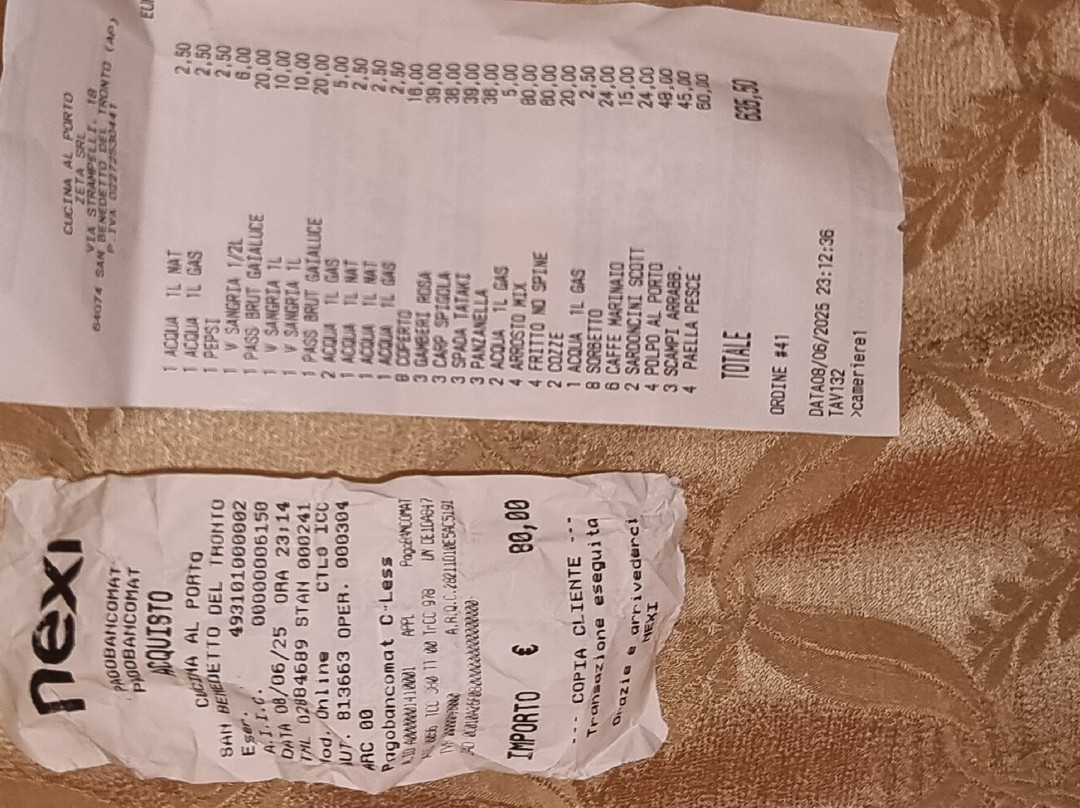 CUCINA AL PORTO
ZETA SRL
VIA STRAMPELLI, 18
64074 SAN BENEDETTO DEL TRONTO (AP)
P.IVA 02272530441
EU
1 ACQUA 1L NAT 2,50
1 ACQUA 1L GAS 2,50
1 PEPSI 2,50
1 V SANGRIA 1/2L 6,00
1 PASS BRUT GAIALUCE 20,00
1 V SANGRIA 1L 10,00
1 V SANGRIA 1L 10,00
1 PASS BRUT GAIALUCE 20,00
2 ACQUA 1L GAS 5,00
1 ACQUA 1L NAT 2,50
1 ACQUA 1L NAT 2,50
1 ACQUA 1L GAS 2,50
8 COPERTO 16,00
3 GAMBERI ROSA 39,00
3 CARP SPIGOLA 36,00
3 SPADA TATAKI 39,00
3 PANZANELLA 36,00
2 ACQUA 1L GAS 5,00
4 ARROSTO MIX 80,00
4 FRITTO NO SPINE 60,00
2 COZZE 20,00
1 ACQUA 1L GAS 2,50
8 SORBETTO 24,00
6 CAFFE MARINAIO 15,00
2 SARDONCINI SCOTT 24,00
4 POLPO AL PORTO 48,00
3 SCAMPI ARRABB. 45,00
4 PAELLA PESCE 60,00
TOTALE 635,50
ORDINE #41
DATA08/06/2025 23:12:36
TAV132
>cameriere1
nexi
PAGOBANCOMAT
PAGOBANCOMAT
ACQUISTO
CUCINA AL PORTO
SAN BENEDETTO DEL TRONTO
Eser. 493101000002
A.I.I.C. 00000006150
DATA 08/06/25 ORA 23:14
TML 02884689 STAN 000241
Mod. Online CTLS ICC
AUT. 813663 OPER. 000304
ARC 00
Pagobancomat C-Less
APPL PagoBANCOMAT
IMPORTO € 80,00
--- COPIA CLIENTE ---
Transazione eseguita
Grazie e arrivederci
NEXI